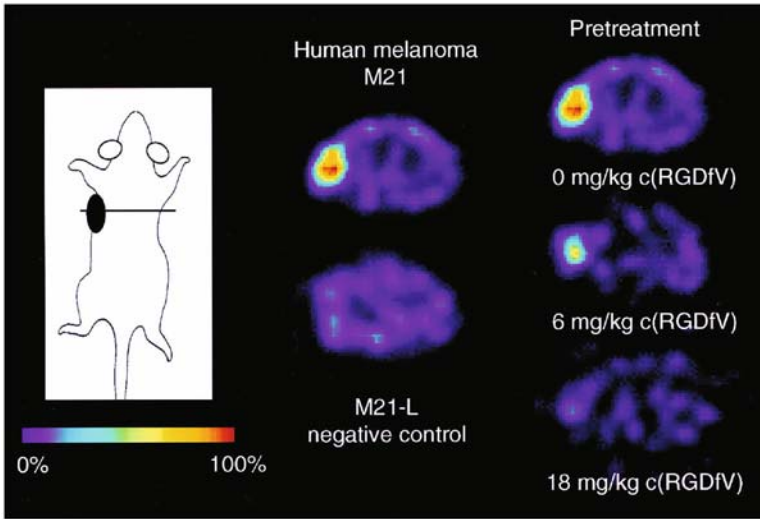 Human melanoma
M21
Pretreatment
0 mg/kg c(RGDfV)
6 mg/kg c(RGDfV)
M21-L
negative control
18 mg/kg c(RGDfV)
0%
100%